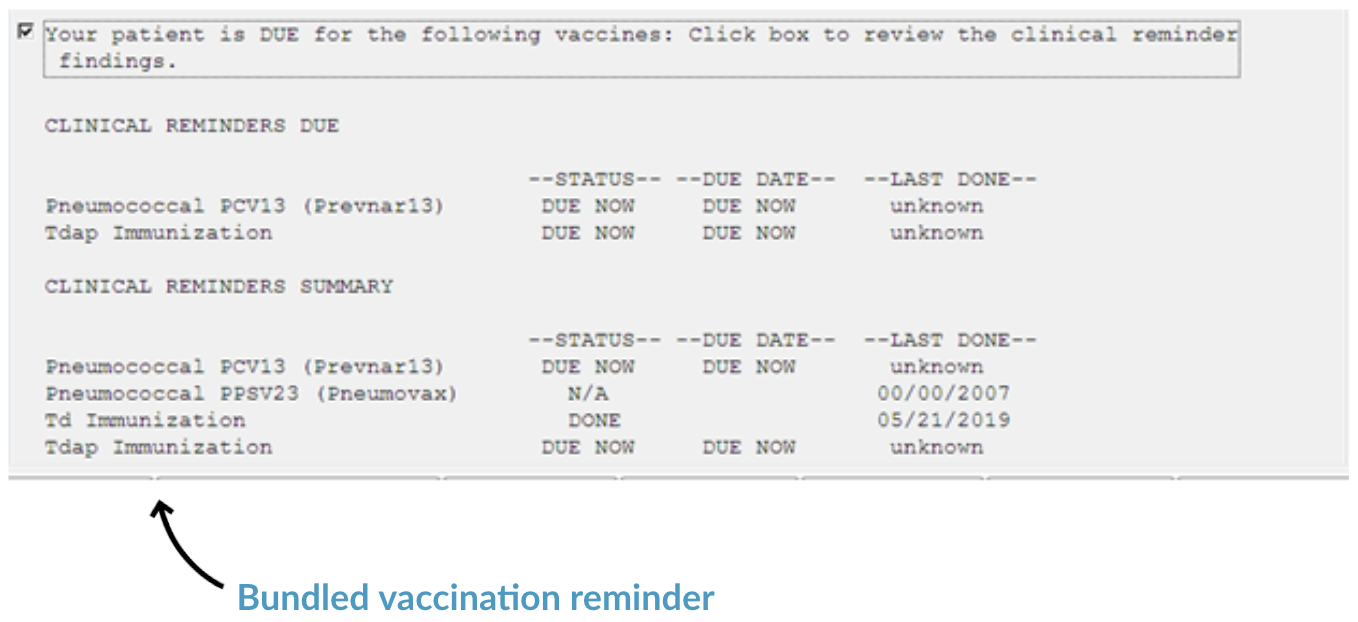 Your patient is DUE for the following vaccines: Click box to review the clinical reminder
findings.
CLINICAL REMINDERS DUE
--STATUS-- --DUE DATE-- --LAST DONE--
Pneumococcal PCV13 (Prevnar13) DUE NOW DUE NOW unknown
Tdap Immunization DUE NOW DUE NOW unknown
CLINICAL REMINDERS SUMMARY
--STATUS-- --DUE DATE-- --LAST DONE--
Pneumococcal PCV13 (Prevnar13) DUE NOW DUE NOW unknown
Pneumococcal PPSV23 (Pneumovax) N/A 00/00/2007
Td Immunization DONE 05/21/2019
Tdap Immunization DUE NOW DUE NOW unknown
Bundled vaccination reminder